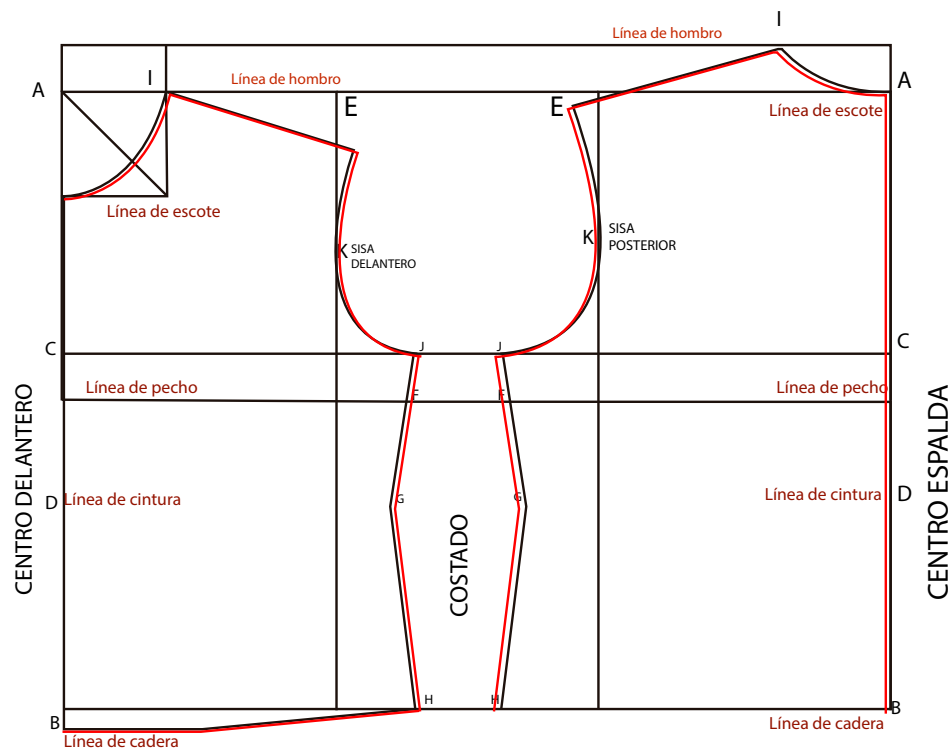 I
Línea de hombro
A
I
Línea de hombro
E
E
Línea de escote
A
Línea de escote
K
SISA
DELANTERO
K
SISA
POSTERIOR
C
J
J
C
Línea de pecho
F
F
Línea de pecho
CENTRO DELANTERO
D
Línea de cintura
G
COSTADO
G
Línea de cintura
D
CENTRO ESPALDA
B
H
H
B
Línea de cadera
Línea de cadera